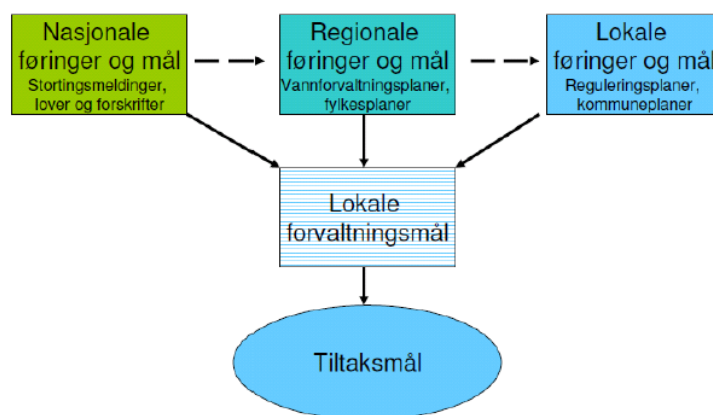 Nasjonale
føringer og mål
Stortingsmeldinger,
lover og forskrifter
Regionale
føringer og mål
Vannforvaltningsplaner,
fylkesplaner
Lokale
føringer og mål
Reguleringsplaner,
kommuneplaner
Lokale
forvaltningsmål
Tiltaksmål